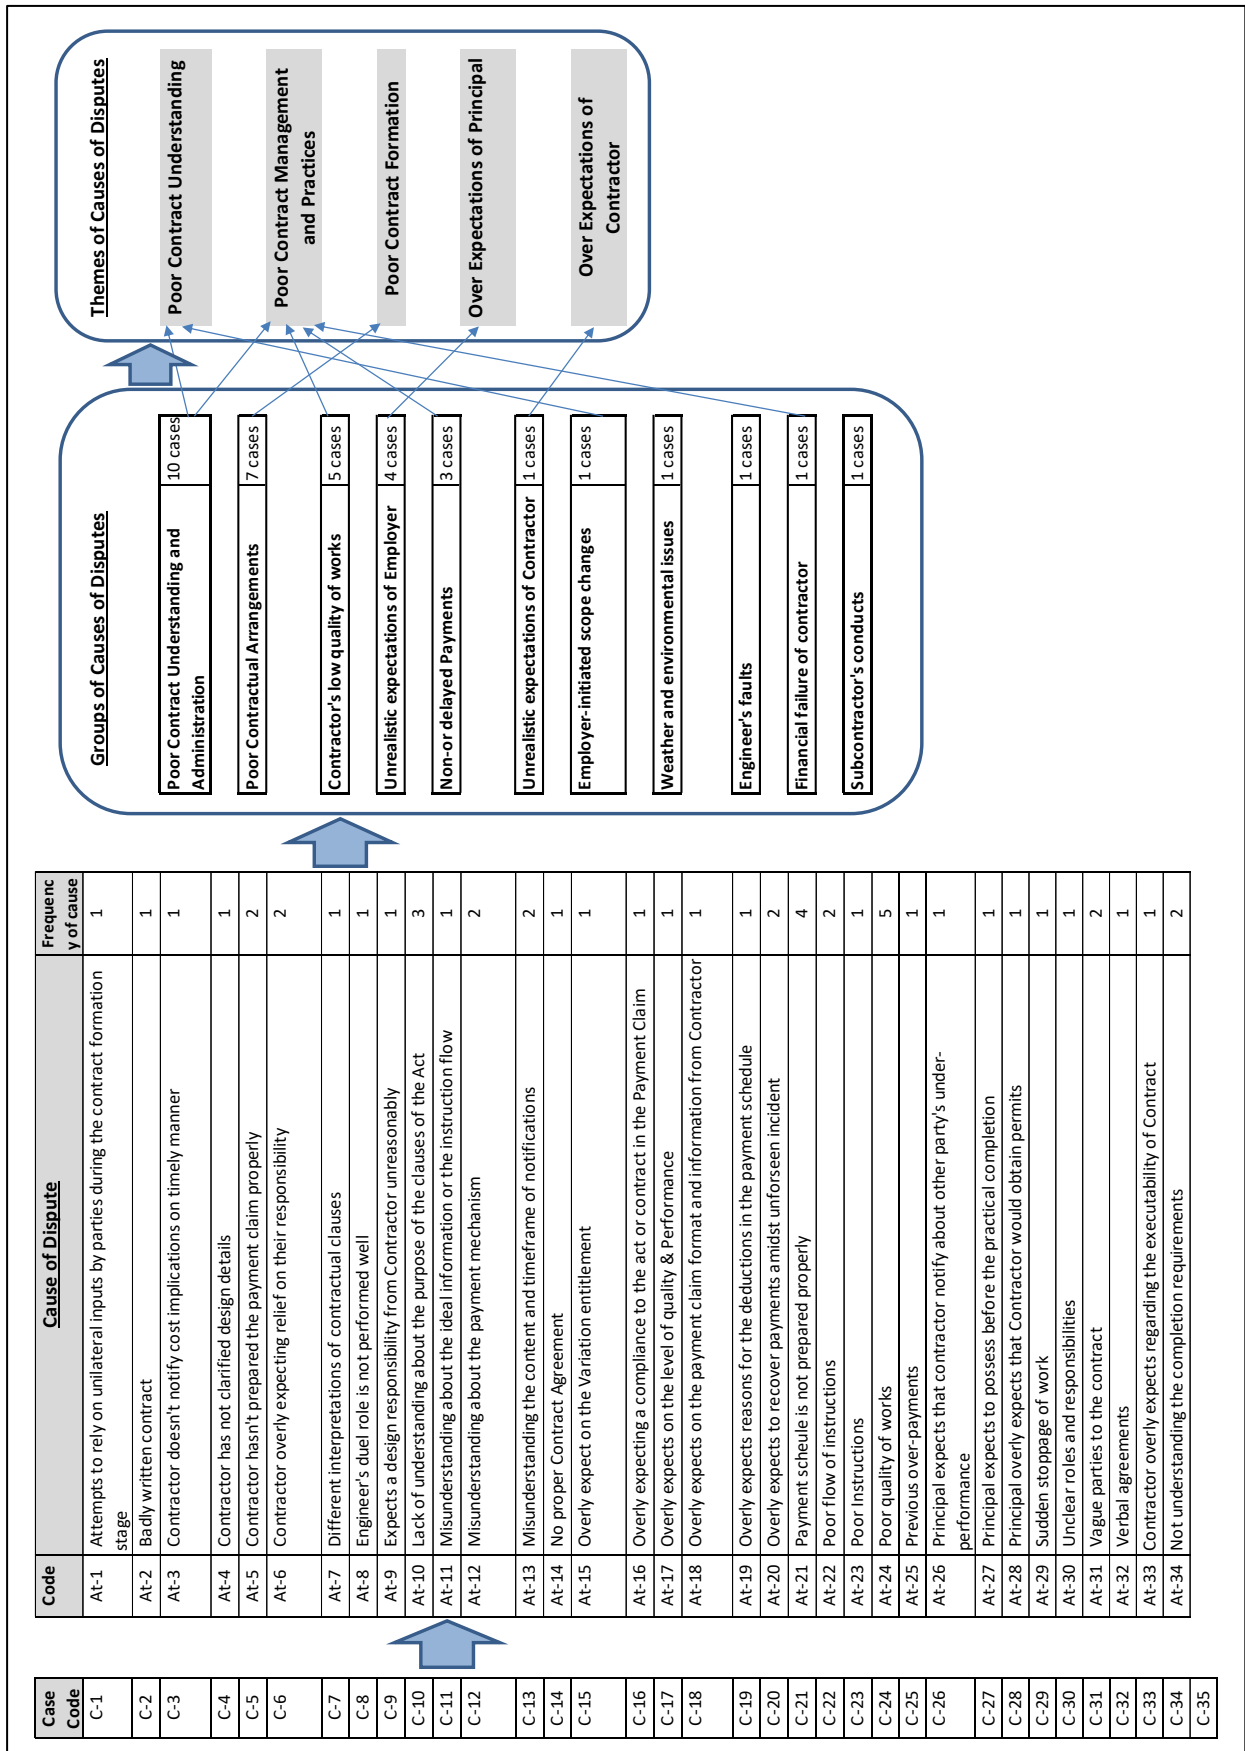 Case
Code
C-1
C-2
C-3
C-4
C-5
C-6
C-7
C-8
C-9
C-10
C-11
C-12
C-13
C-14
C-15
C-16
C-17
C-18
C-19
C-20
C-21
C-22
C-23
C-24
C-25
C-26
C-27
C-28
C-29
C-30
C-31
C-32
C-33
C-34
C-35
Code Cause of Dispute Frequenc
y of cause
At-1 Attempts to rely on unilateral inputs by parties during the contract formation 1
stage
At-2 Badly written contract 1
At-3 Contractor doesn't notify cost implications on timely manner 1
At-4 Contractor has not clarified design details 1
At-5 Contractor hasn't prepared the payment claim properly 2
At-6 Contractor overly expecting relief on their responsibility 2
At-7 Different interpretations of contractual clauses 1
At-8 Engineer's duel role is not performed well 1
At-9 Expects a design responsibility from Contractor unreasonably 1
At-10 Lack of understanding about the purpose of the clauses of the Act 3
At-11 Misunderstanding about the ideal information or the instruction flow 1
At-12 Misunderstanding about the payment mechanism 2
At-13 Misunderstanding the content and timeframe of notifications 2
At-14 No proper Contract Agreement 1
At-15 Overly expect on the Variation entitlement 1
At-16 Overly expecting a compliance to the act or contract in the Payment Claim 1
At-17 Overly expects on the level of quality & Performance 1
At-18 Overly expects on the payment claim format and information from Contractor 1
At-19 Overly expects reasons for the deductions in the payment schedule 1
At-20 Overly expects to recover payments amidst unforseen incident 2
At-21 Payment scheule is not prepared properly 4
At-22 Poor flow of instructions 2
At-23 Poor Instructions 1
At-24 Poor quality of works 5
At-25 Previous over-payments 1
At-26 Principal expects that contractor notify about other party's under- 1
performance
At-27 Principal expects to possess before the practical completion 1
At-28 Principal overly expects that Contractor would obtain permits 1
At-29 Sudden stoppage of work 1
At-30 Unclear roles and responsibilities 1
At-31 Vague parties to the contract 2
At-32 Verbal agreements 1
At-33 Contractor overly expects regarding the executability of Contract 1
At-34 Not understanding the completion requirements 2
Groups of Causes of Disputes
Poor Contract Understanding and 10 cases
Administration
Poor Contractual Arrangements 7 cases
Contractor's low quality of works 5 cases
Unrealistic expectations of Employer 4 cases
Non-or delayed Payments 3 cases
Unrealistic expectations of Contractor 1 cases
Employer-initiated scope changes 1 cases
Weather and environmental issues 1 cases
Engineer's faults 1 cases
Financial failure of contractor 1 cases
Subcontractor's conducts 1 cases
Themes of Causes of Disputes
Poor Contract Understanding
Poor Contract Management
and Practices
Poor Contract Formation
Over Expectations of Principal
Over Expectations of
Contractor